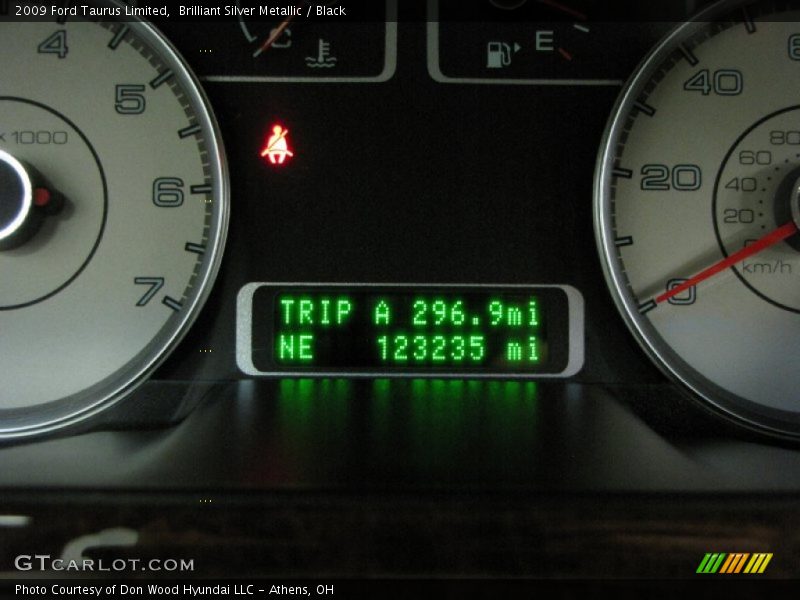 2009 Ford Taurus Limited,  Brilliant Silver Metallic / Black
4
5
x 1000
6
7
E
40
20
0
80
60
40
20
km/h
TRIP A 296.9mi
NE 123235 mi
GTcarlot.com
Photo Courtesy of Don Wood Hyundai LLC - Athens, OH